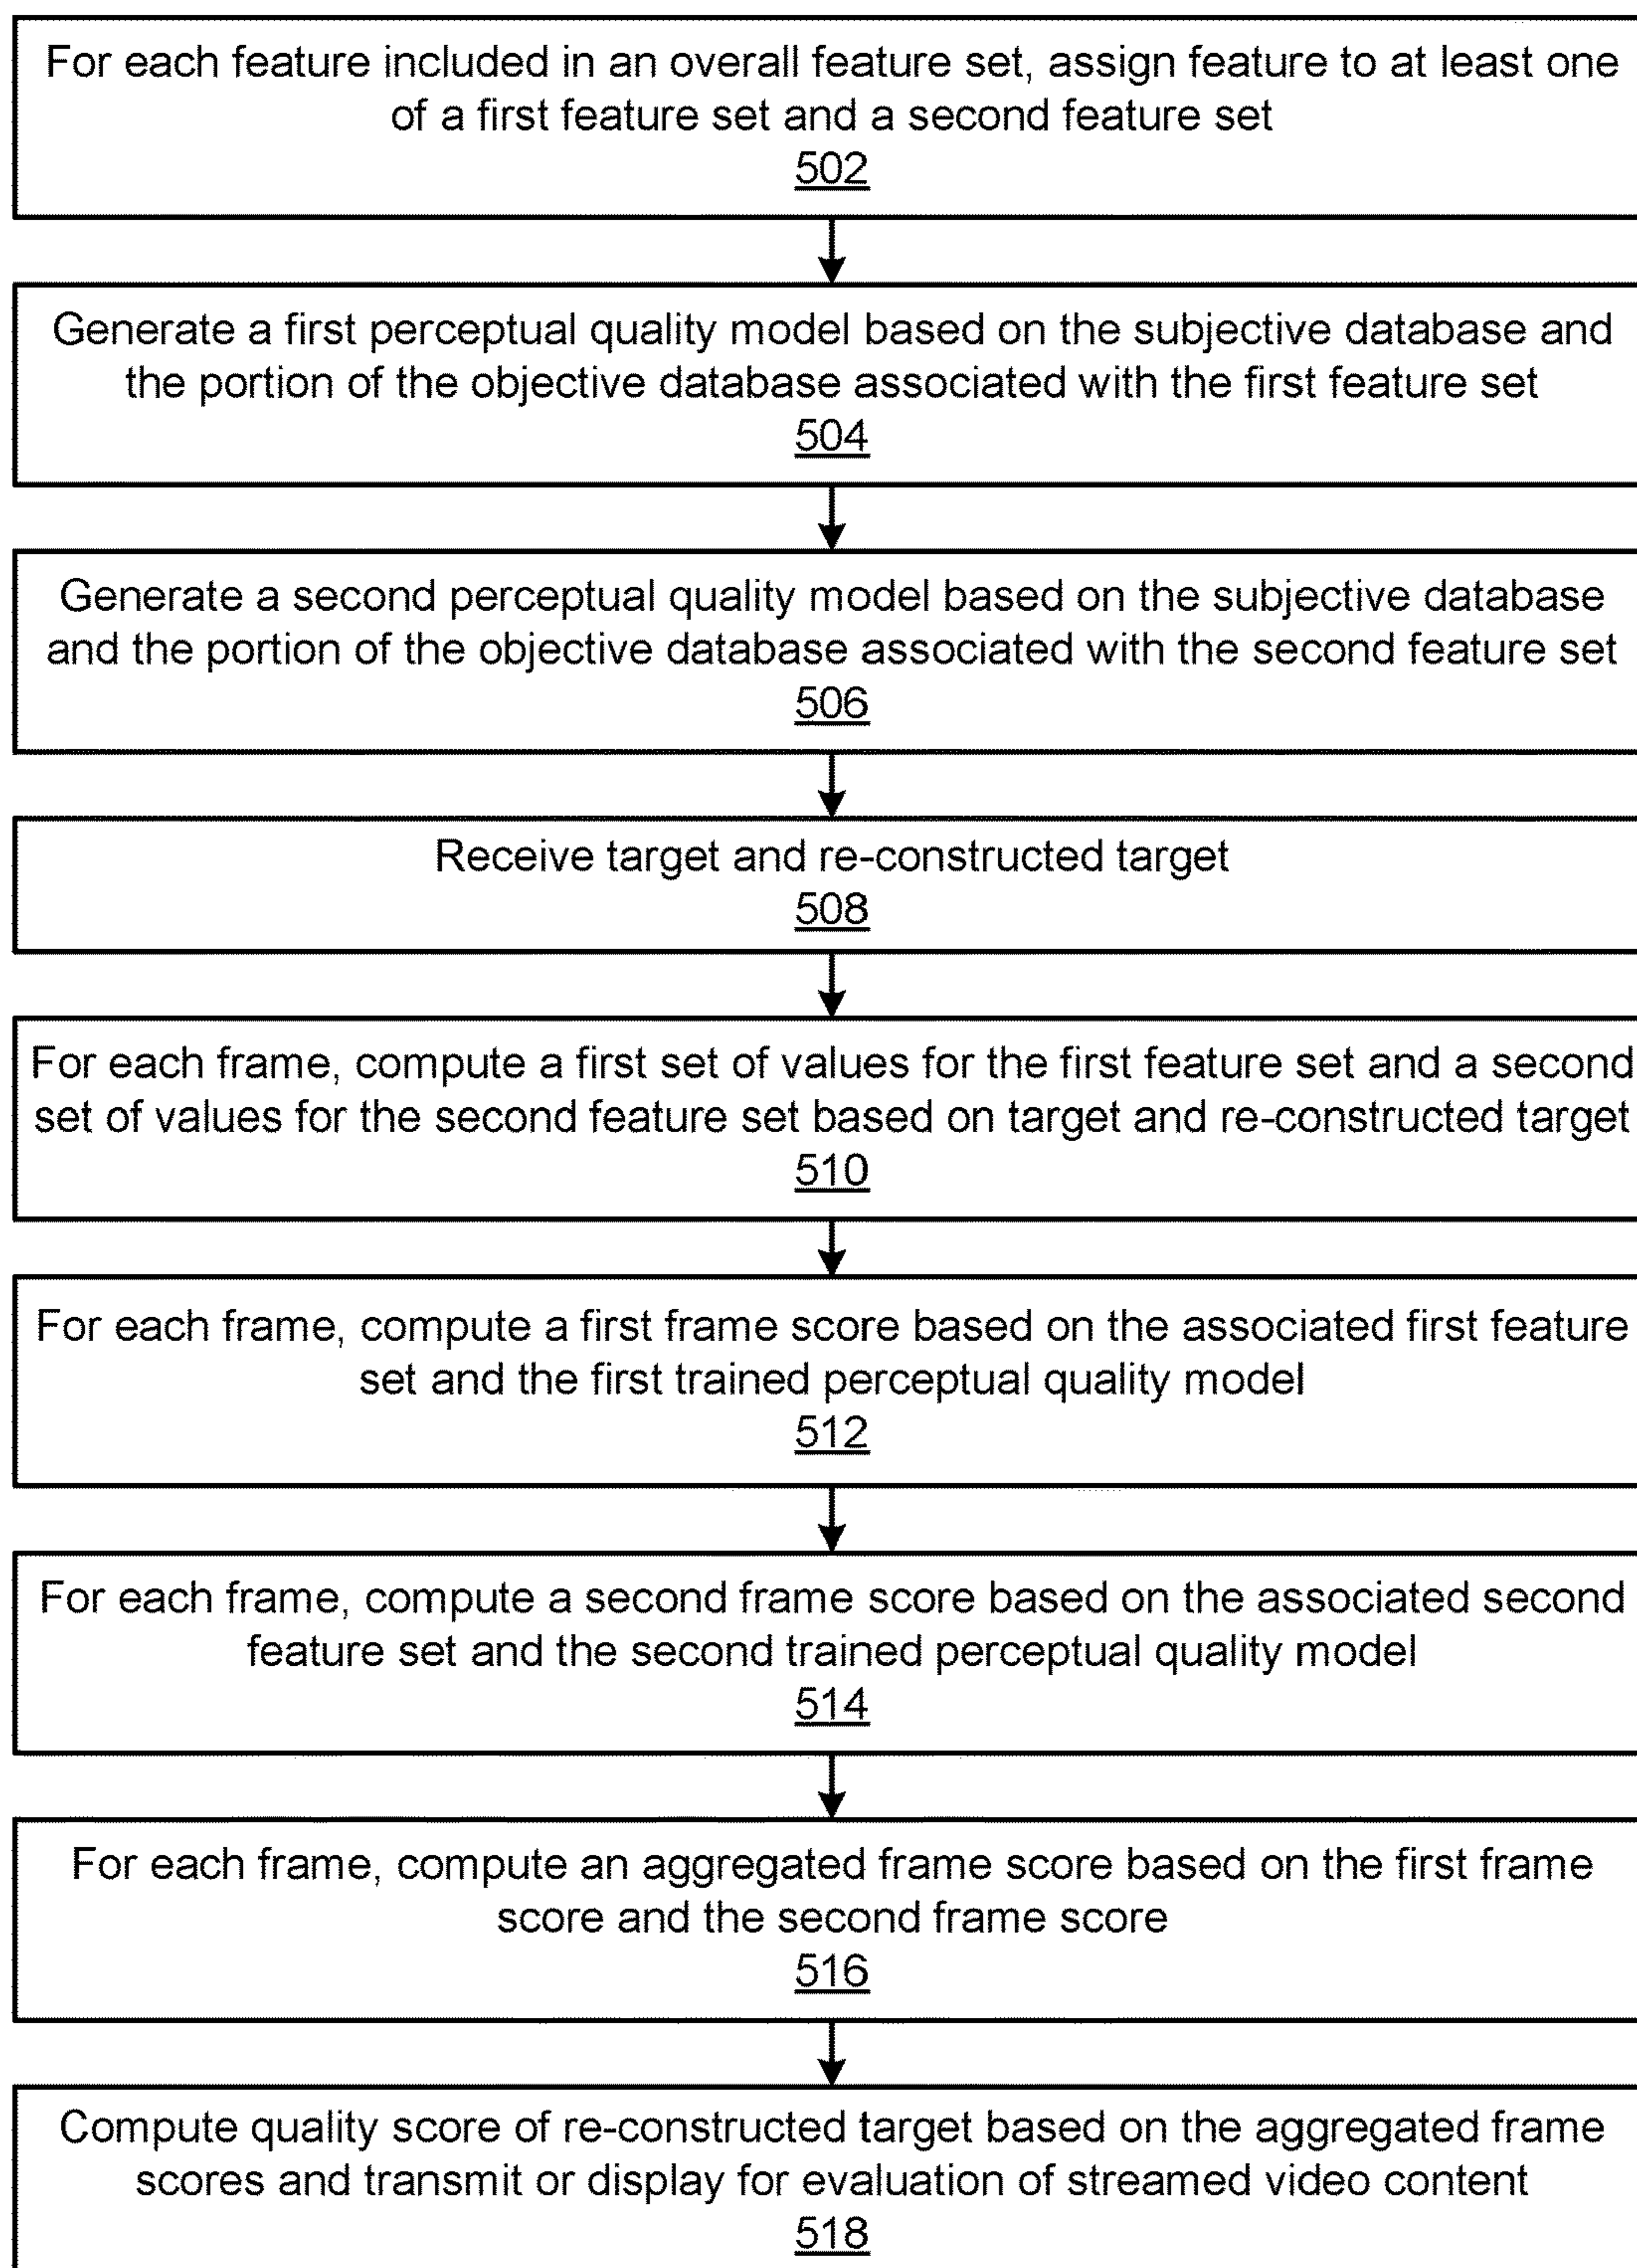 For each feature included in an overall feature set, assign feature to at least one
of a first feature set and a second feature set
502
Generate a first perceptual quality model based on the subjective database and
the portion of the objective database associated with the first feature set
504
Generate a second perceptual quality model based on the subjective database
and the portion of the objective database associated with the second feature set
506
Receive target and re-constructed target
508
For each frame, compute a first set of values for the first feature set and a second
set of values for the second feature set based on target and re-constructed target
510
For each frame, compute a first frame score based on the associated first feature
set and the first trained perceptual quality model
512
For each frame, compute a second frame score based on the associated second
feature set and the second trained perceptual quality model
514
For each frame, compute an aggregated frame score based on the first frame
score and the second frame score
516
Compute quality score of re-constructed target based on the aggregated frame
scores and transmit or display for evaluation of streamed video content
518